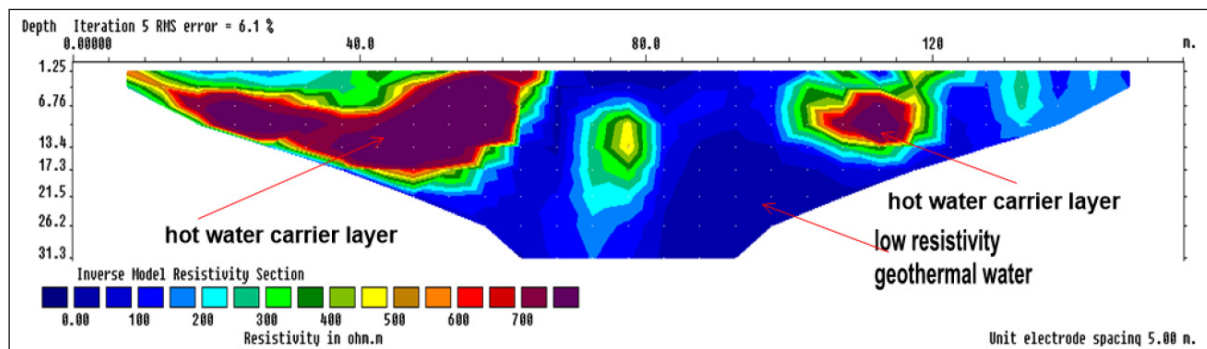 Depth Iteration 5 RMS error = 6.1 %
0.00000 40.0 80.0 120 m.
1.25
6.76
13.4
17.3
21.5
26.2
31.3
hot water carrier layer
hot water carrier layer
low resistivity
geothermal water
Inverse Model Resistivity Section
0.00 100 200 300 400 500 600 700
Resistivity in ohm.m
Unit electrode spacing 5.00 m.